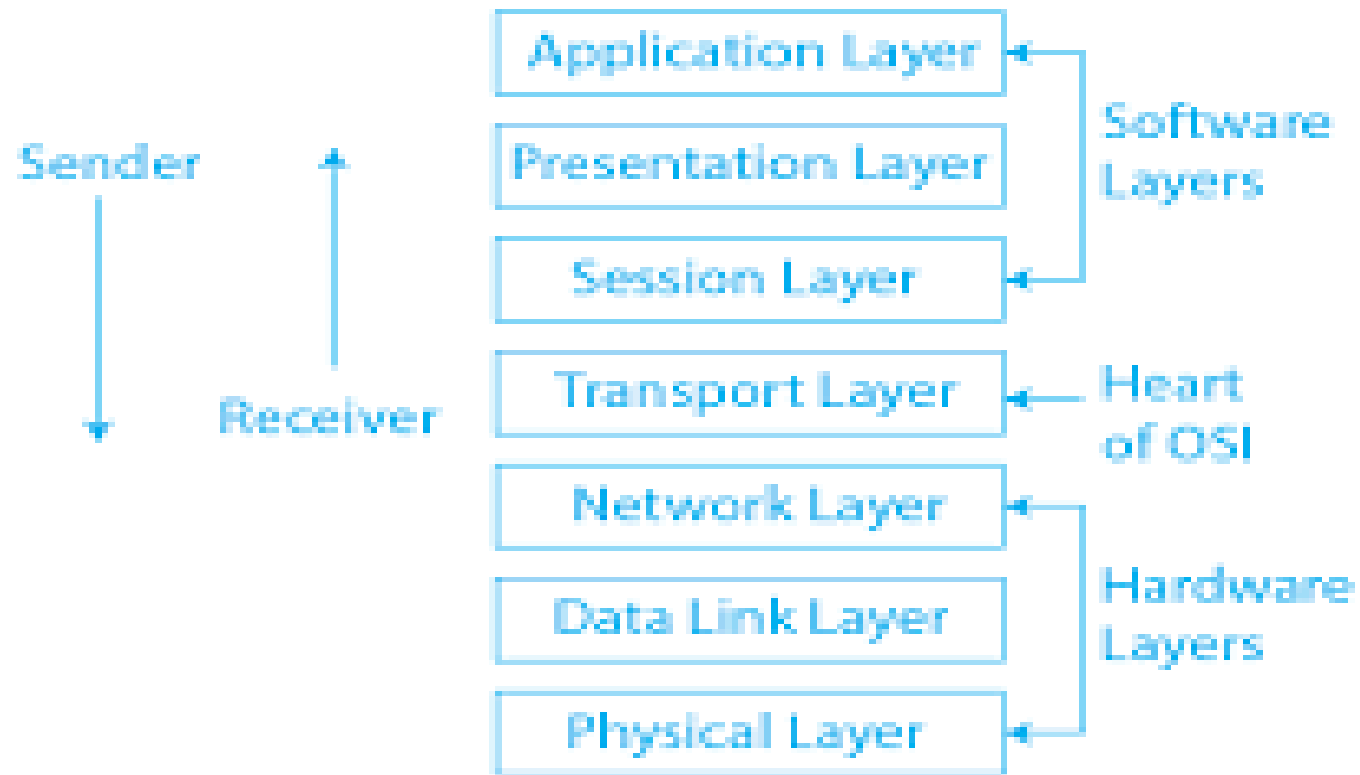 Application Layer
Software
Layers
Sender
Presentation Layer
Session Layer
Transport Layer
Heart
of OSI
Receiver
Network Layer
Data Link Layer
Hardware
Layers
Physical Layer